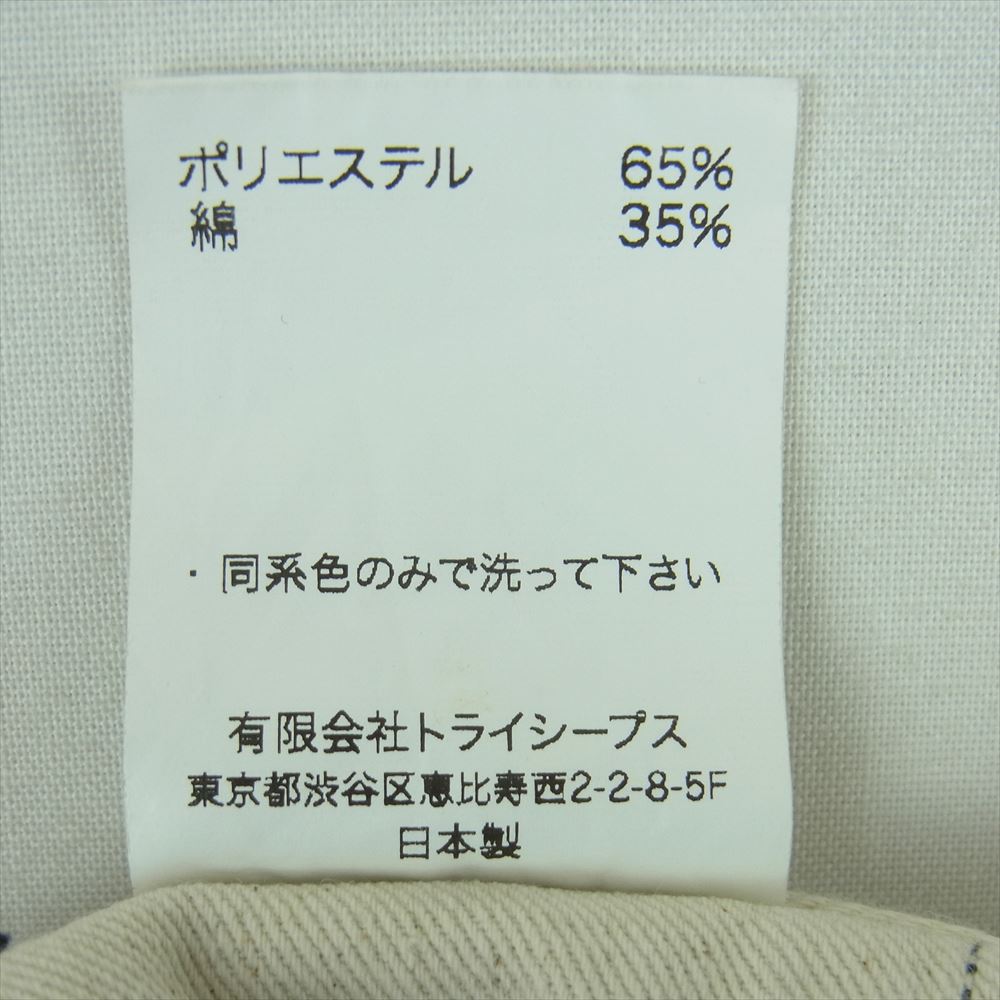 ポリエステル 65%
綿 35%
・同系色のみで洗って下さい
有限会社トライシープス
東京都渋谷区恵比寿西2-2-8-5F
日本製